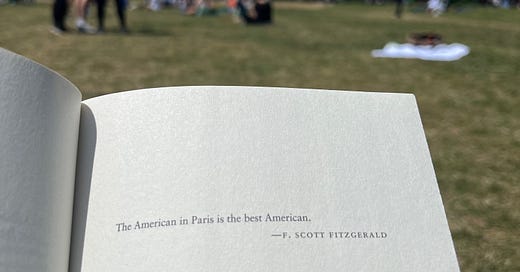 The American in Paris is the best American.
—F. SCOTT FITZGERALD